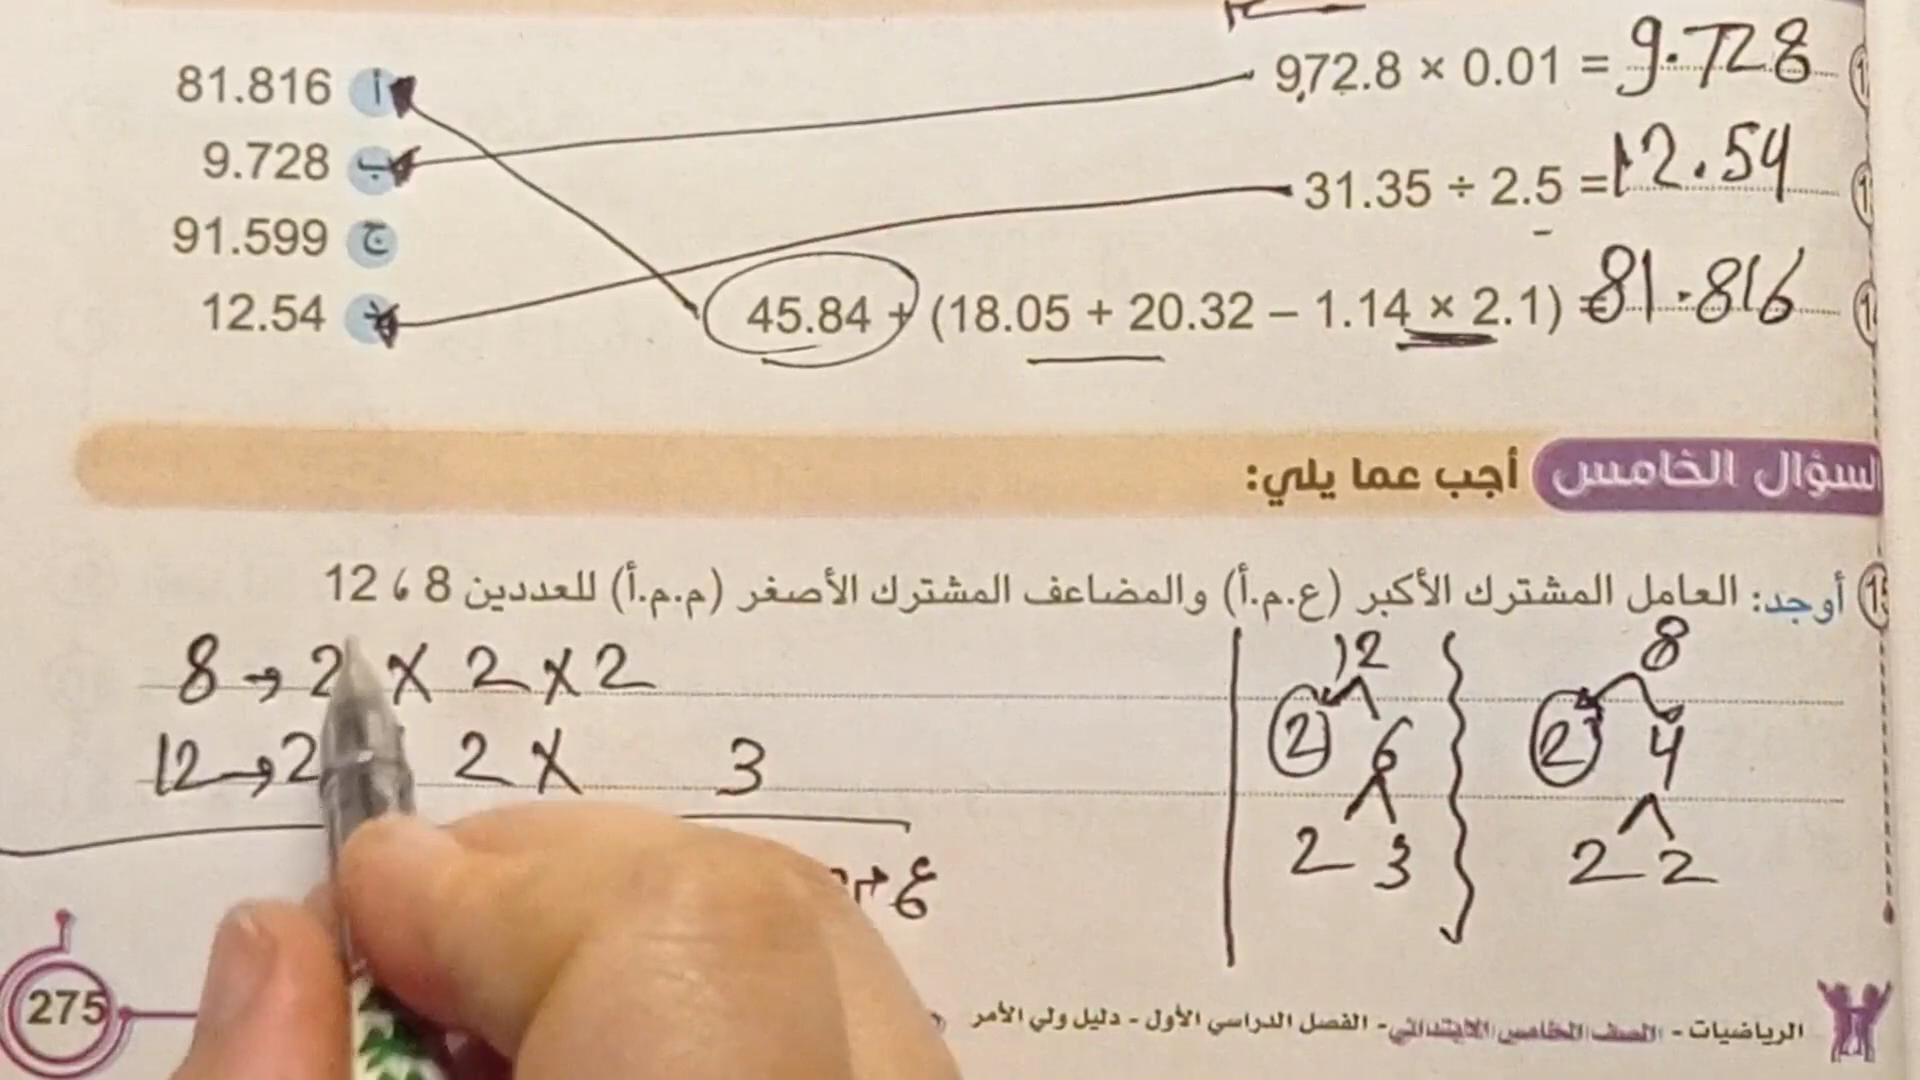 972.8 × 0.01 = 9.728
31.35 ÷ 2.5 = 12.54
45.84 + (18.05 + 20.32 – 1.14 × 2.1) = 81.816
81.816 أ
9.728 ب
91.599 ج
12.54
السؤال الخامس أجب عما يلي:
15 أوجد: العامل المشترك الأكبر (ع.م.أ) والمضاعف المشترك الأصغر (م.م.أ) للعددين 8 ، 12
8 → 2 × 2 × 2
12 → 2 2 × 3
8
2 4
2 2
12
2 6
2 3
الرياضيات - الصف الخامس الابتدائي - الفصل الدراسي الأول - دليل ولي الأمر
275